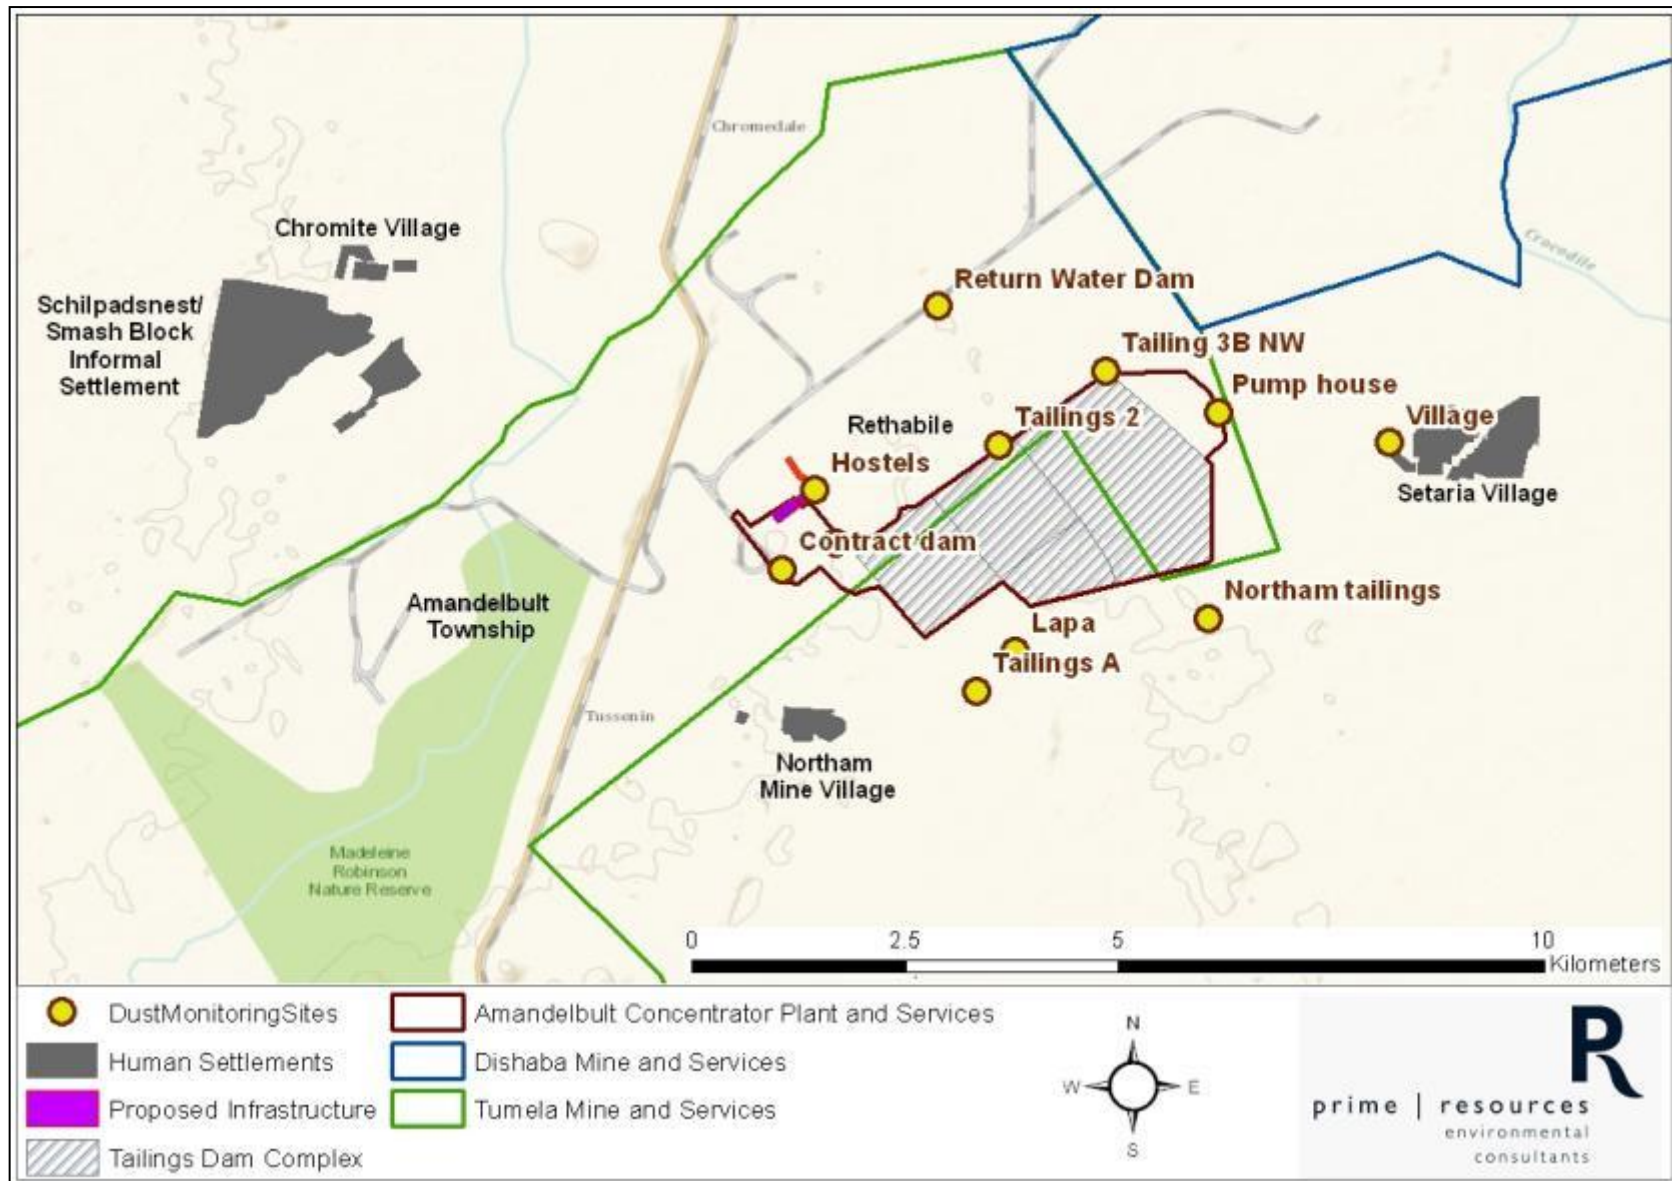 Chromedale
Chromite Village
Schilpadsnest/
Smash Block
Informal
Settlement
Crocodile
Return Water Dam
Tailing 3B NW
Pump house
Village
Setaria Village
Rethabile
Tailings 2
Hostels
Contract dam
Amandelbult
Township
Northam tailings
Lapa
Tailings A
Tussenin
Northam
Mine Village
Madeleine
Robinson
Nature Reserve
0 2.5 5 10
Kilometers
DustMonitoringSites
Human Settlements
Proposed Infrastructure
Tailings Dam Complex
Amandelbult Concentrator Plant and Services
Dishaba Mine and Services
Tumela Mine and Services
N
W E
S
PR
prime | resources
environmental
consultants